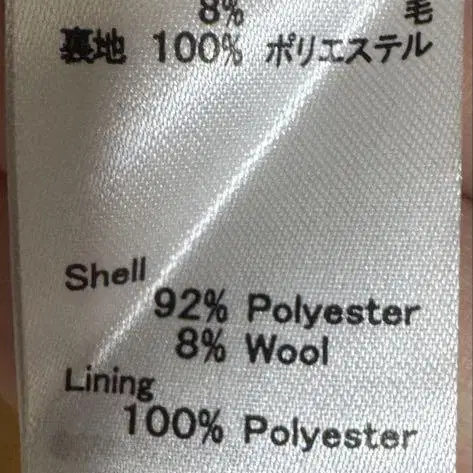 8% 毛
裏地 100% ポリエステル
Shell
92% Polyester
8% Wool
Lining
100% Polyester